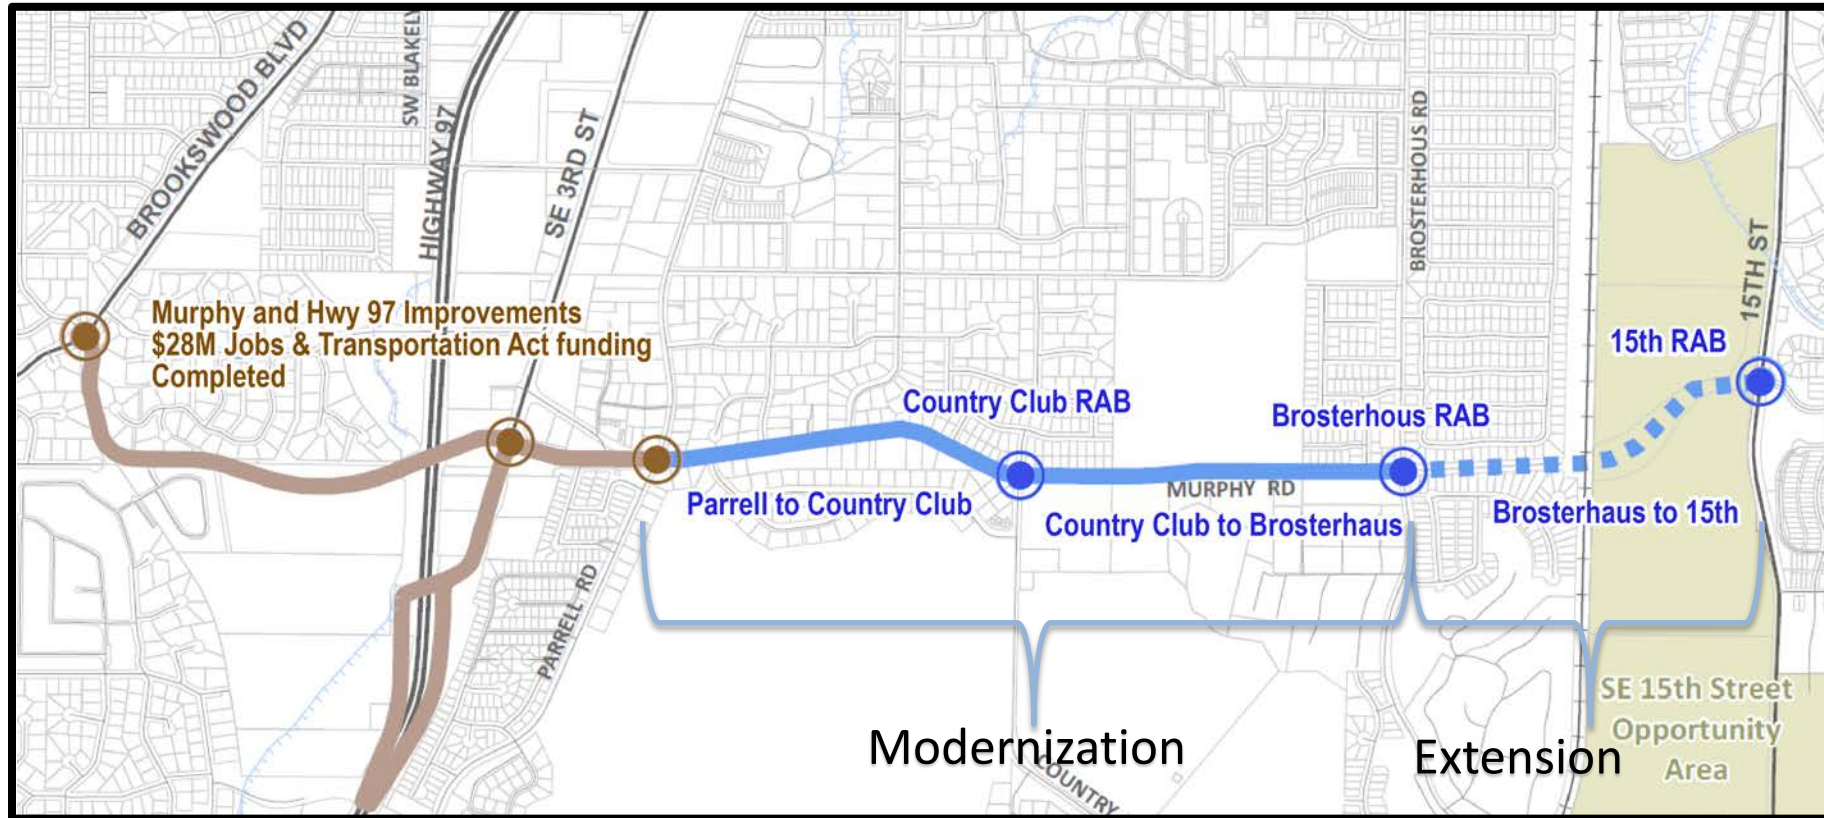 BROOKSWOOD BLVD
SW BLAKELY
HIGHWAY 97
SE 3RD ST
BROSTERHOUS RD
15TH ST
Murphy and Hwy 97 Improvements
$28M Jobs & Transportation Act funding
Completed
15th RAB
Country Club RAB
Brosterhous RAB
Parrell to Country Club
MURPHY RD
Country Club to Brosterhaus
Brosterhaus to 15th
PARRELL RD
SE 15th Street
Opportunity
Area
Modernization
Extension
COUNTRY